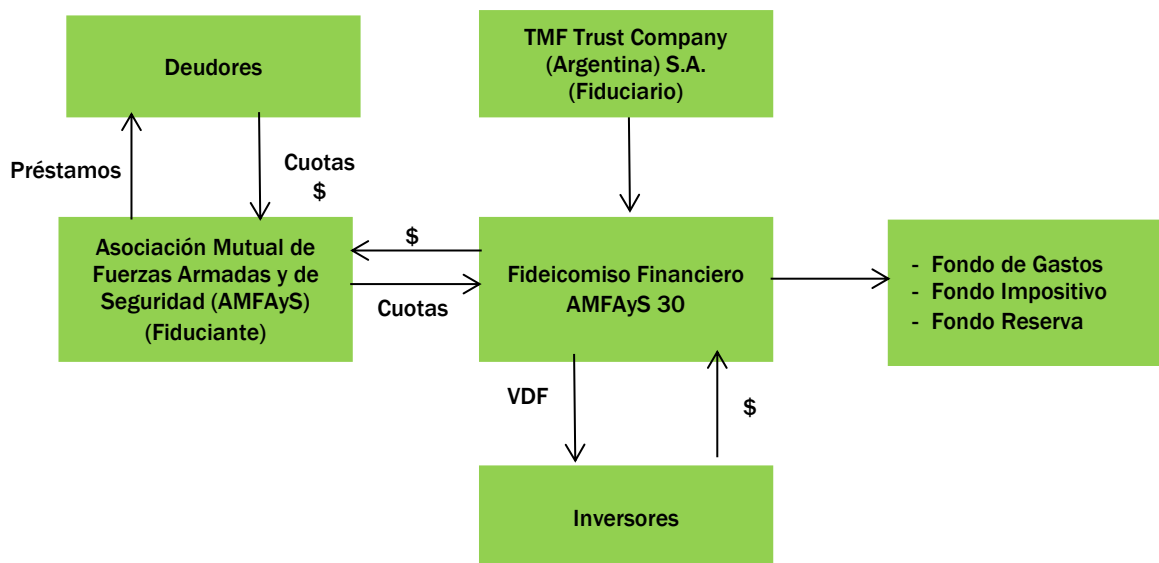 Deudores
TMF Trust Company
(Argentina) S.A.
(Fiduciario)
Préstamos
Cuotas
$
Asociación Mutual de
Fuerzas Armadas y de
Seguridad (AMFAyS)
(Fiduciante)
$
Cuotas
Fideicomiso Financiero
AMFAyS 30
- Fondo de Gastos
- Fondo Impositivo
- Fondo Reserva
VDF
$
Inversores